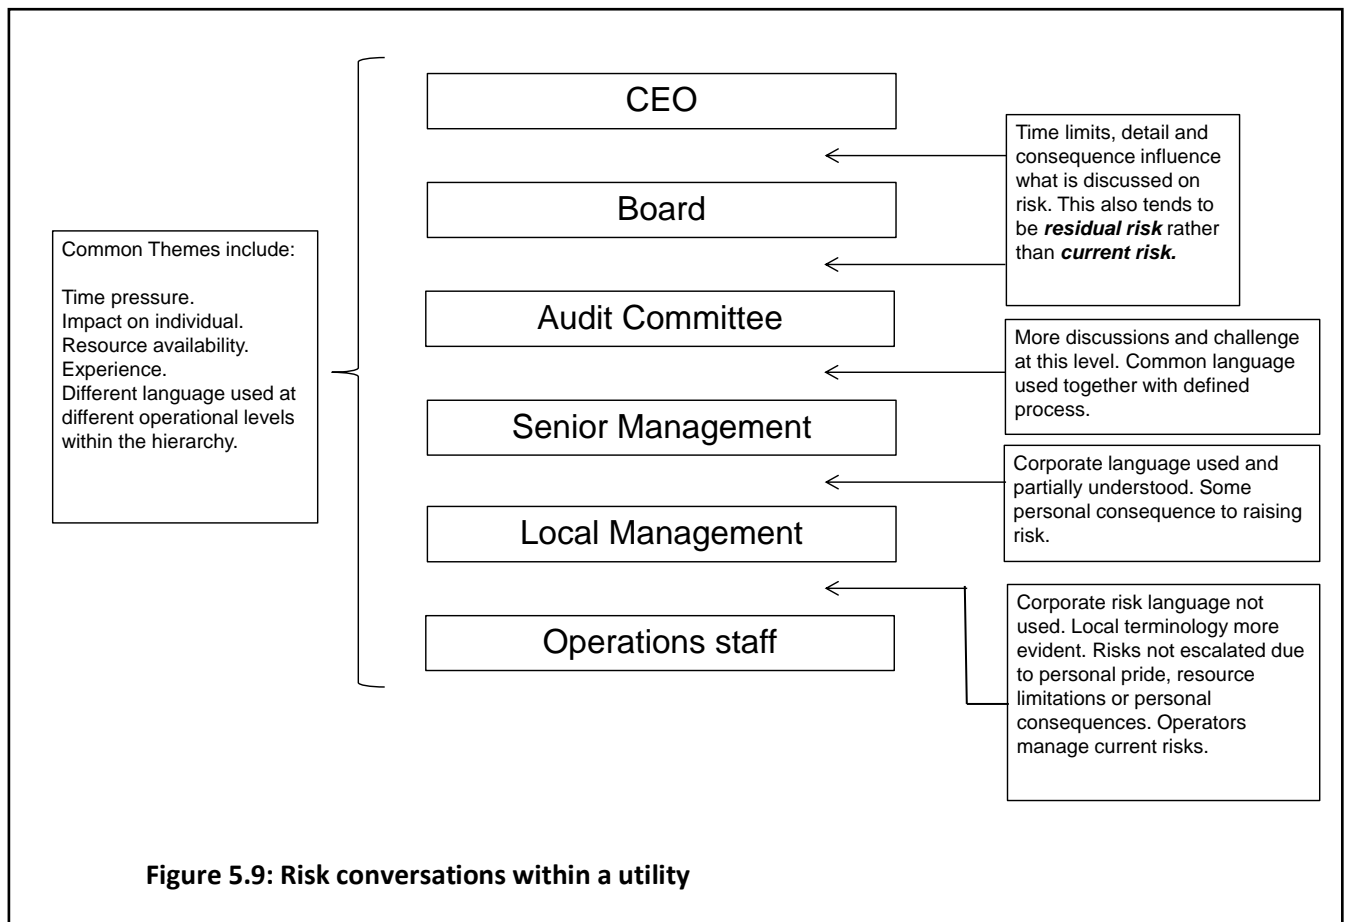 CEO
Board
Audit Committee
Senior Management
Local Management
Operations staff
Common Themes include:
Time pressure.
Impact on individual.
Resource availability.
Experience.
Different language used at
different operational levels
within the hierarchy.
Time limits, detail and
consequence influence
what is discussed on
risk. This also tends to
be residual risk rather
than current risk.
More discussions and challenge
at this level. Common language
used together with defined
process.
Corporate language used and
partially understood. Some
personal consequence to raising
risk.
Corporate risk language not
used. Local terminology more
evident. Risks not escalated due
to personal pride, resource
limitations or personal
consequences. Operators
manage current risks.
Figure 5.9: Risk conversations within a utility